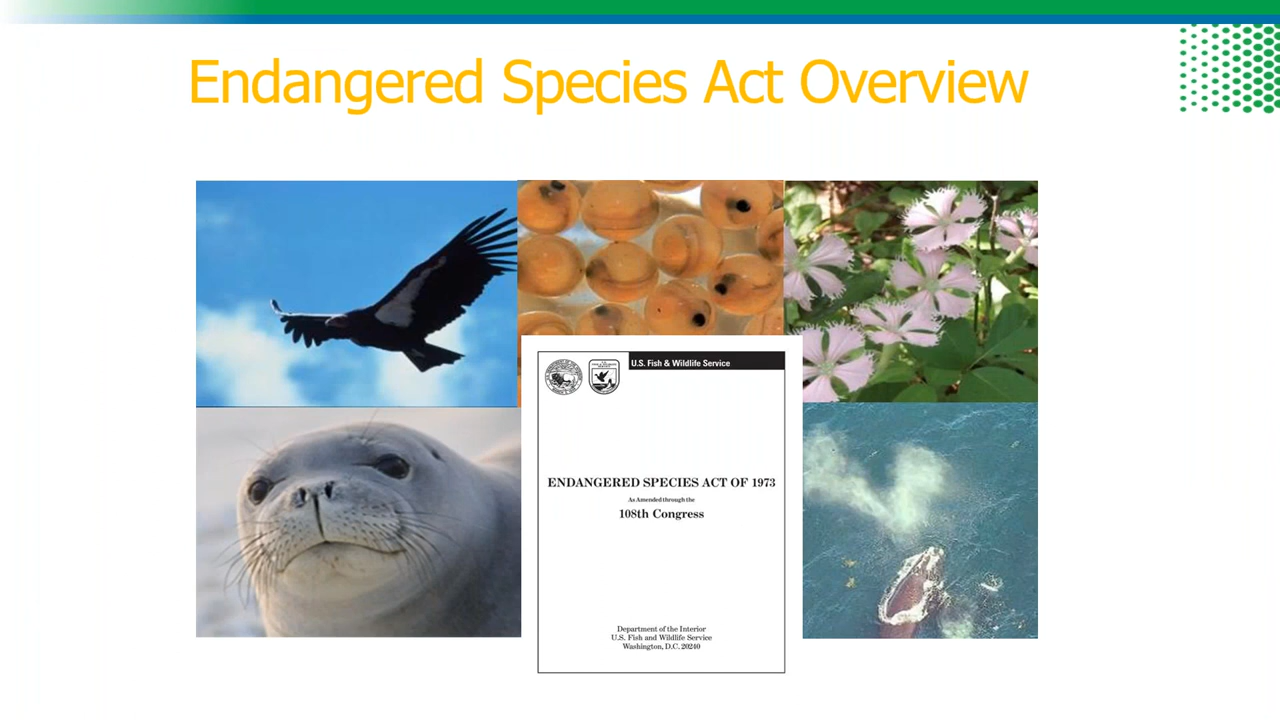 Endangered Species Act Overview
U.S. Fish & Wildlife Service
ENDANGERED SPECIES ACT OF 1973
As Amended through the
108th Congress
Department of the Interior
U.S. Fish and Wildlife Service
Washington, D.C. 20240